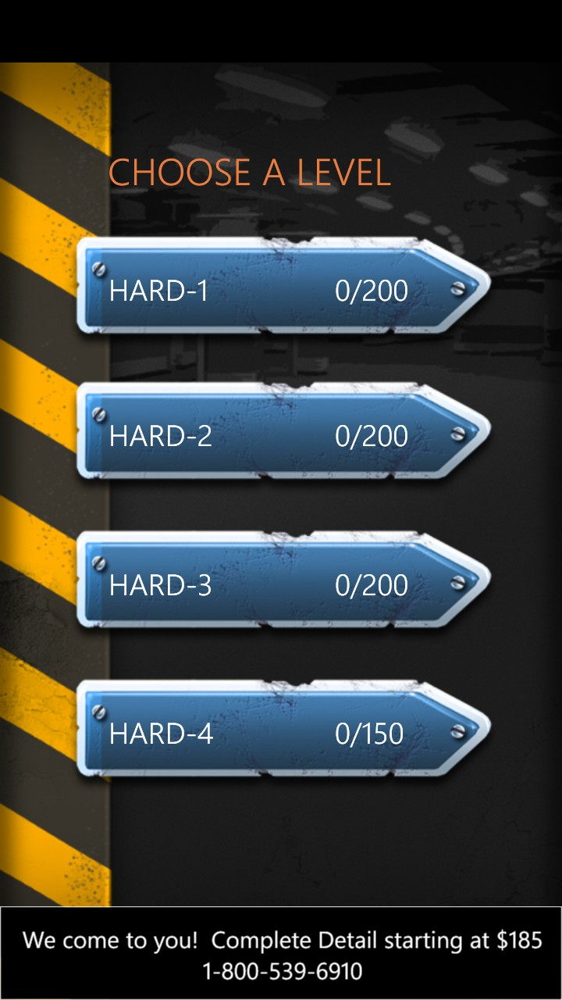 CHOOSE A LEVEL
HARD-1 0/200
HARD-2 0/200
HARD-3 0/200
HARD-4 0/150
We come to you!  Complete Detail starting at $185
1-800-539-6910